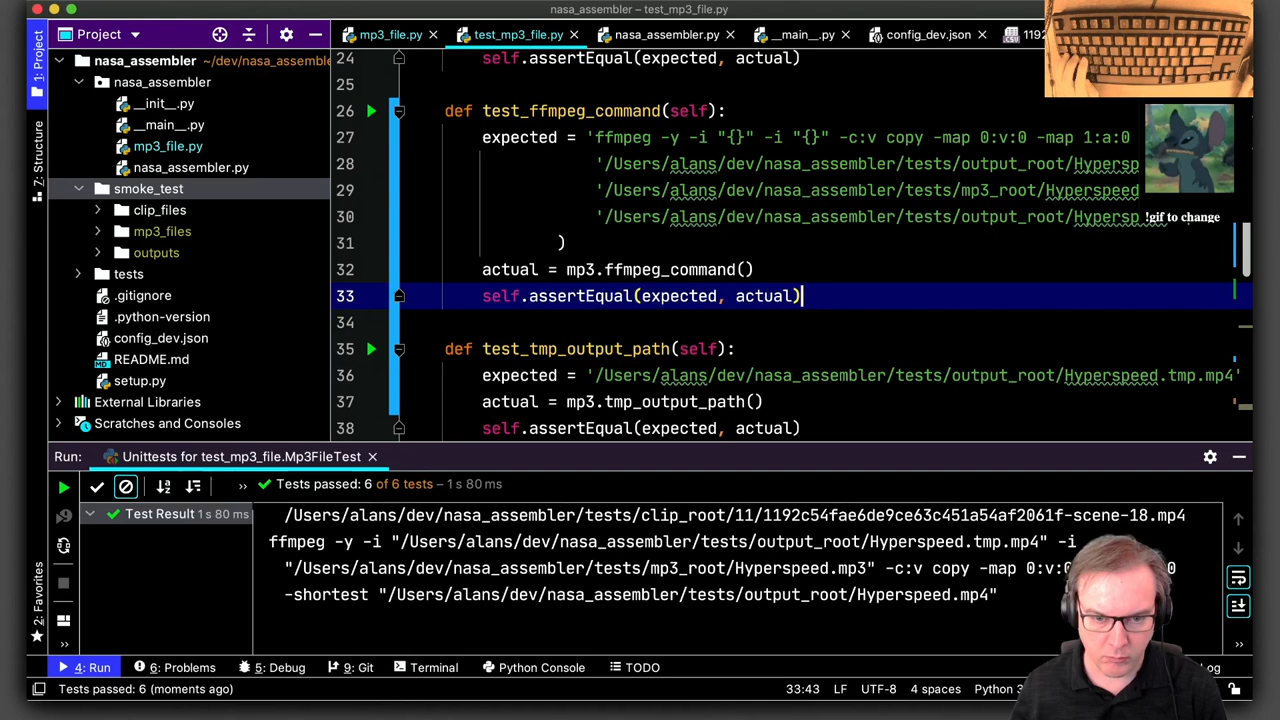 nasa_assembler – test_mp3_file.py
Project
mp3_file.py
test_mp3_file.py
nasa_assembler.py
__main__.py
config_dev.json
1192
1: Project
Z: Structure
2: Favorites
nasa_assembler ~/dev/nasa_assemble
nasa_assembler
__init__.py
__main__.py
mp3_file.py
nasa_assembler.py
smoke_test
clip_files
mp3_files
outputs
tests
.gitignore
.python-version
config_dev.json
README.md
setup.py
External Libraries
Scratches and Consoles
24 self.assertEqual(expected, actual)
25
26 def test_ffmpeg_command(self):
27 expected = 'ffmpeg -y -i "{}" -i "{}" -c:v copy -map 0:v:0 -map 1:a:0
28 '/Users/alans/dev/nasa_assembler/tests/output_root/Hypersp
29 '/Users/alans/dev/nasa_assembler/tests/mp3_root/Hyperspeed
30 '/Users/alans/dev/nasa_assembler/tests/output_root/Hypersp
31 )
32 actual = mp3.ffmpeg_command()
33 self.assertEqual(expected, actual)
34
35 def test_tmp_output_path(self):
36 expected = '/Users/alans/dev/nasa_assembler/tests/output_root/Hyperspeed.tmp.mp4'
37 actual = mp3.tmp_output_path()
38 self.assertEqual(expected, actual)
!gif to change
Run: Unittests for test_mp3_file.Mp3FileTest
Tests passed: 6 of 6 tests – 1 s 80 ms
Test Result 1 s 80 ms
/Users/alans/dev/nasa_assembler/tests/clip_root/11/1192c54fae6de9ce63c451a54af2061f-scene-18.mp4
ffmpeg -y -i "/Users/alans/dev/nasa_assembler/tests/output_root/Hyperspeed.tmp.mp4" -i
"/Users/alans/dev/nasa_assembler/tests/mp3_root/Hyperspeed.mp3" -c:v copy -map 0:v:0 0
-shortest "/Users/alans/dev/nasa_assembler/tests/output_root/Hyperspeed.mp4"
4: Run
6: Problems
5: Debug
9: Git
Terminal
Python Console
TODO
Log
Tests passed: 6 (moments ago)
33:43 LF UTF-8 4 spaces Python 3